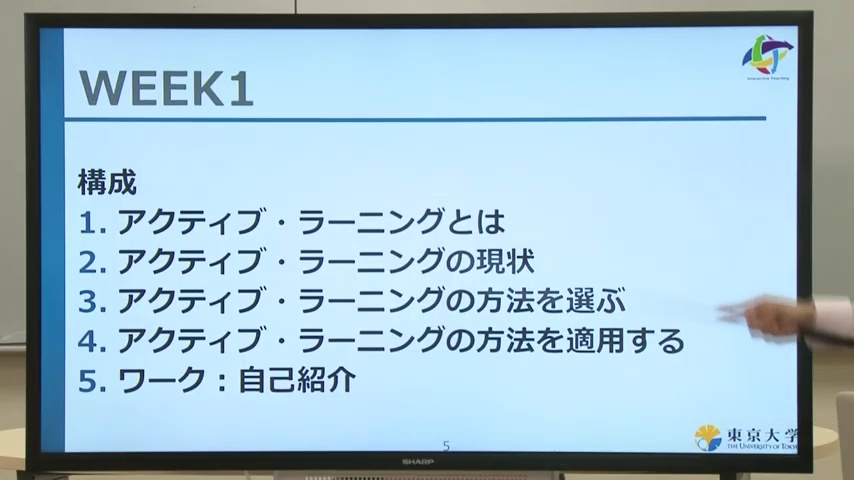 WEEK1
Interactive Teaching
構成
1. アクティブ・ラーニングとは
2. アクティブ・ラーニングの現状
3. アクティブ・ラーニングの方法を選ぶ
4. アクティブ・ラーニングの方法を適用する
5. ワーク：自己紹介
5
東京大学
THE UNIVERSITY OF TOKYO
SHARP